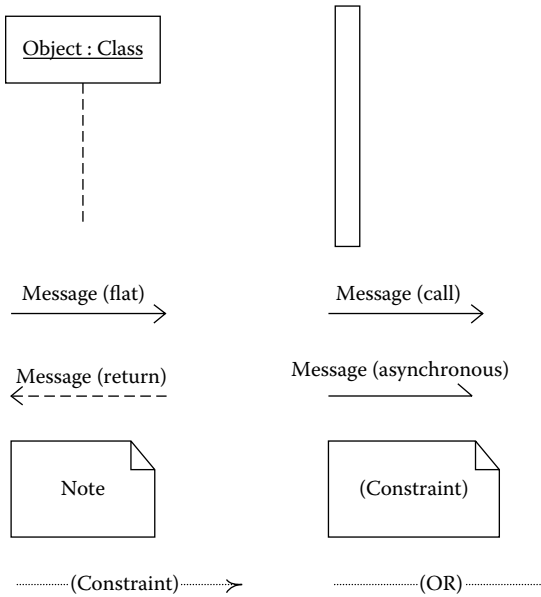 Object : Class
Message (flat)
Message (call)
Message (return)
Message (asynchronous)
Note
(Constraint)
(Constraint)
(OR)